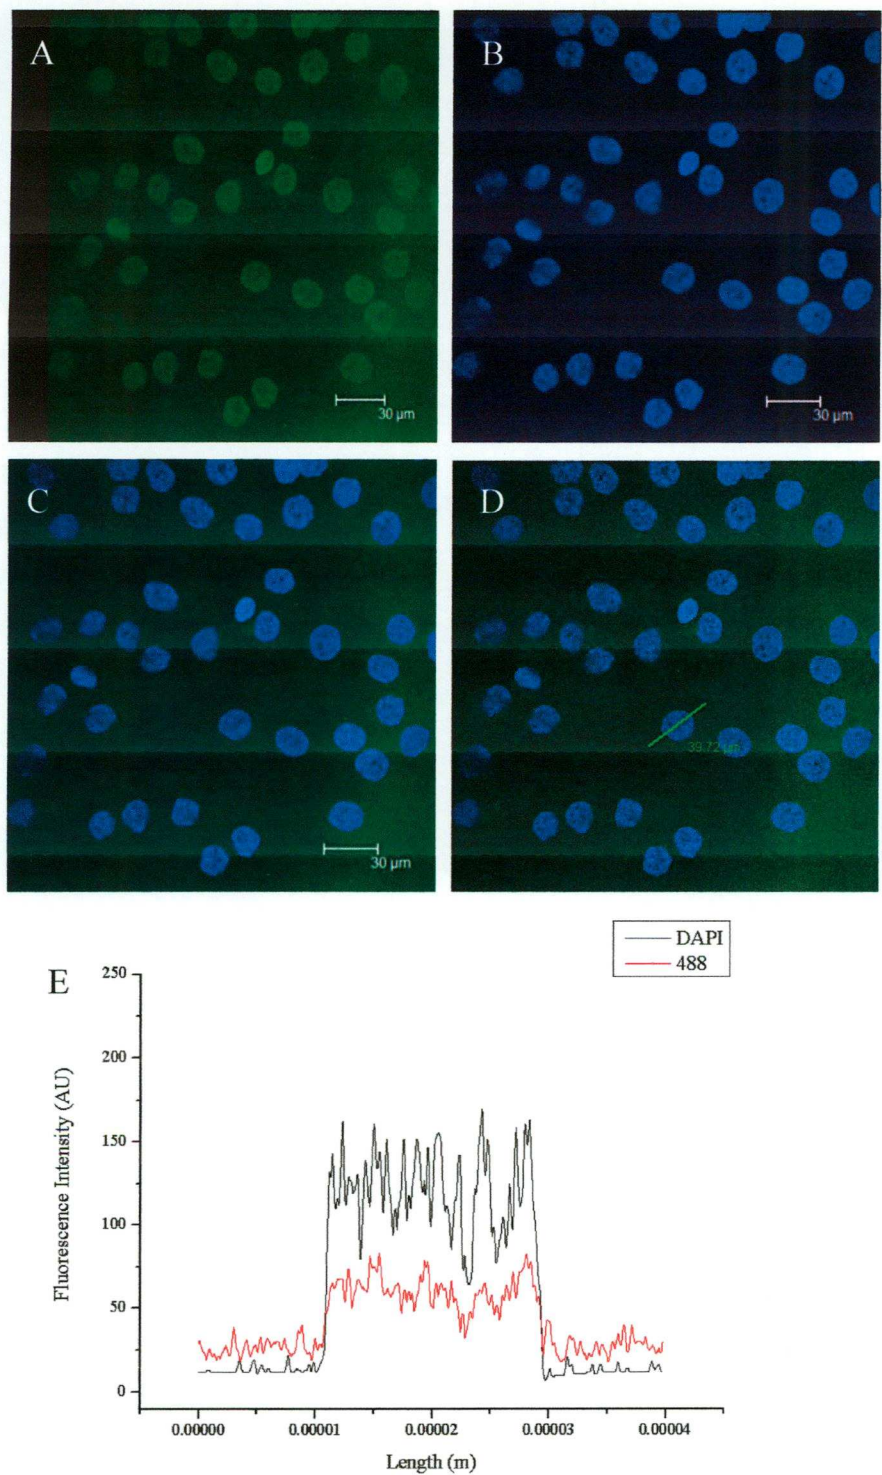 A
B
30 µm
30 µm
C
D
39.72 µm
30 µm
DAPI
488
E
250
200
150
100
50
0
Fluorescence Intensity (AU)
0.00000
0.00001
0.00002
0.00003
0.00004
Length (m)